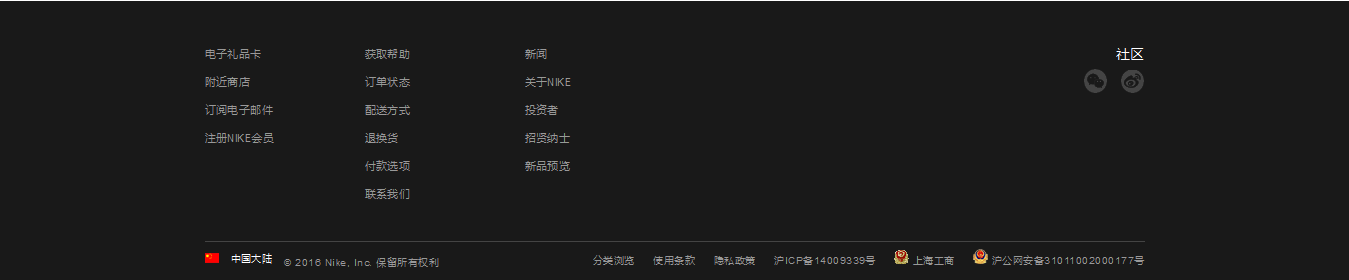 电子礼品卡
附近商店
订阅电子邮件
注册NIKE会员
获取帮助
订单状态
配送方式
退换货
付款选项
联系我们
新闻
关于NIKE
投资者
招贤纳士
新品预览
社区
中国大陆 © 2016 Nike, Inc. 保留所有权利
分类浏览 使用条款 隐私政策 沪ICP备14009339号 上海工商 沪公网安备31011002000177号